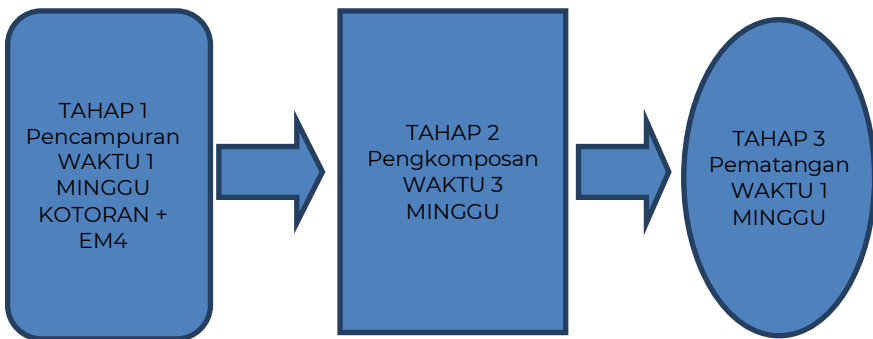 TAHAP 1
Pencampuran
WAKTU 1
MINGGU
KOTORAN +
EM4
TAHAP 2
Pengkomposan
WAKTU 3
MINGGU
TAHAP 3
Pematangan
WAKTU 1
MINGGU